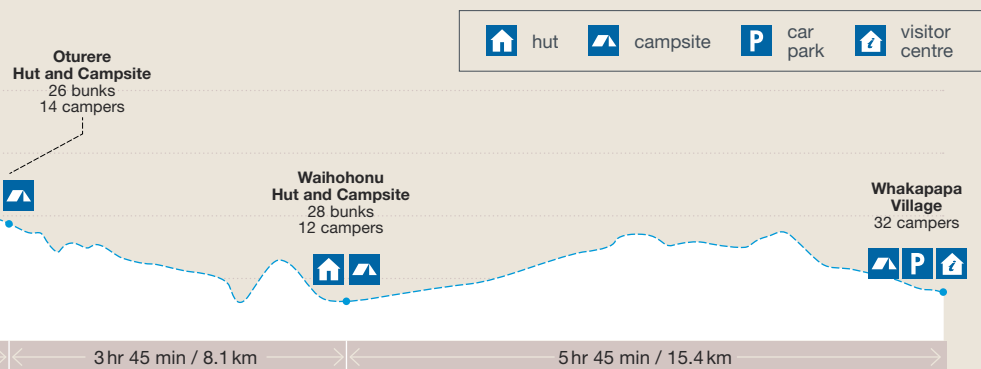 hut
campsite
P
car
park
visitor
centre
Oturere
Hut and Campsite
26 bunks
14 campers
Waihohonu
Hut and Campsite
28 bunks
12 campers
Whakapapa
Village
32 campers
P
3 hr 45 min / 8.1 km
5 hr 45 min / 15.4 km